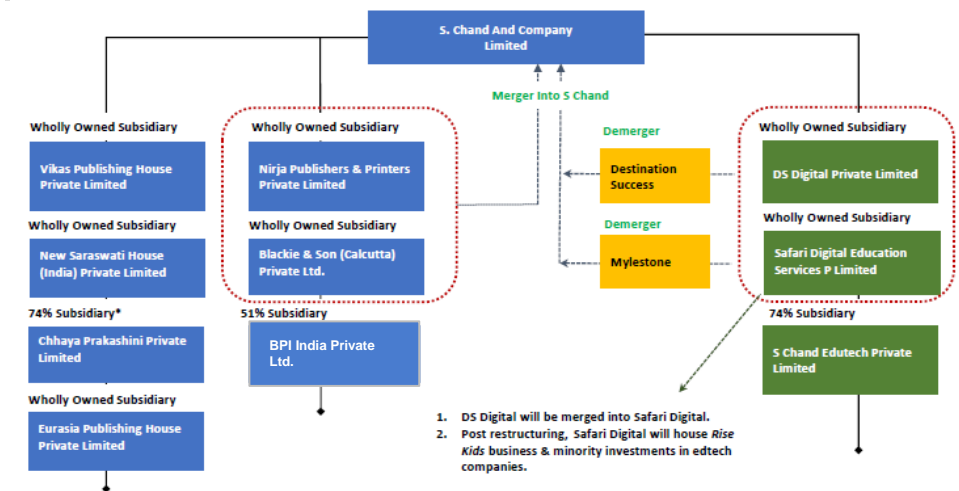 S. Chand And Company
Limited
Merger Into S Chand
Wholly Owned Subsidiary
Vikas Publishing House
Private Limited
Wholly Owned Subsidiary
New Saraswati House
(India) Private Limited
74% Subsidiary*
Chhaya Prakashini Private
Limited
Wholly Owned Subsidiary
Eurasia Publishing House
Private Limited
Wholly Owned Subsidiary
Nirja Publishers & Printers
Private Limited
Wholly Owned Subsidiary
Blackie & Son (Calcutta)
Private Ltd.
51% Subsidiary
BPI India Private
Ltd.
Demerger
Destination
Success
Demerger
Mylestone
Wholly Owned Subsidiary
DS Digital Private Limited
Wholly Owned Subsidiary
Safari Digital Education
Services P Limited
74% Subsidiary
S Chand Edutech Private
Limited
1. DS Digital will be merged into Safari Digital.
2. Post restructuring, Safari Digital will house Rise
Kids business & minority investments in edtech
companies.